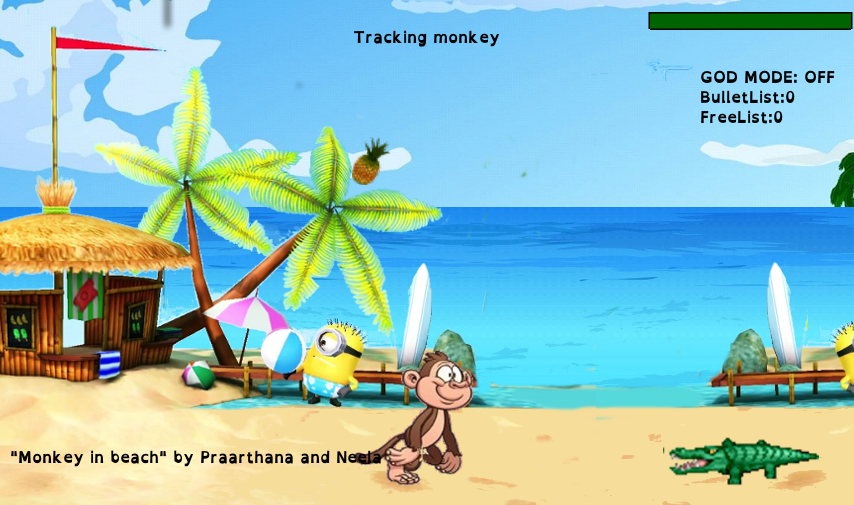 Tracking monkey
GOD MODE: OFF
BulletList:0
FreeList:0
"Monkey in beach" by Praarthana and Neela